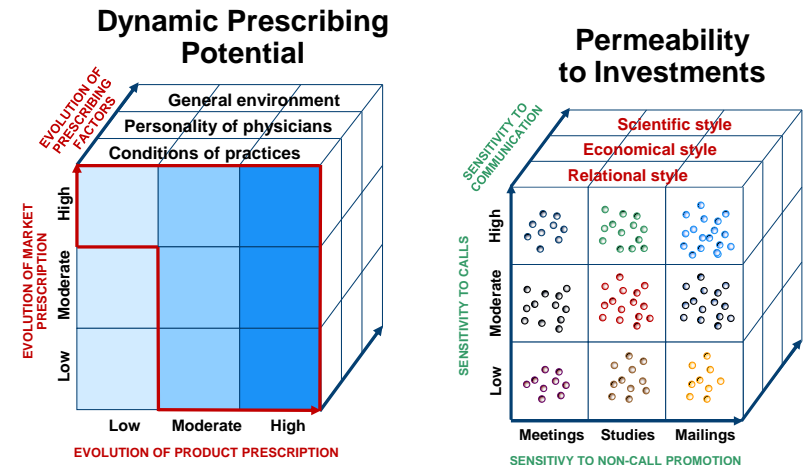 Dynamic Prescribing
Potential
EVOLUTION OF
PRESCRIBING
FACTORS
General environment
Personality of physicians
Conditions of practices
EVOLUTION OF MARKET
PRESCRIPTION
High
Moderate
Low
Low Moderate High
EVOLUTION OF PRODUCT PRESCRIPTION
Permeability
to Investments
SENSITIVITY TO
COMMUNICATION
Scientific style
Economical style
Relational style
SENSITIVITY TO CALLS
High
Moderate
Low
Meetings Studies Mailings
SENSITIVY TO NON-CALL PROMOTION